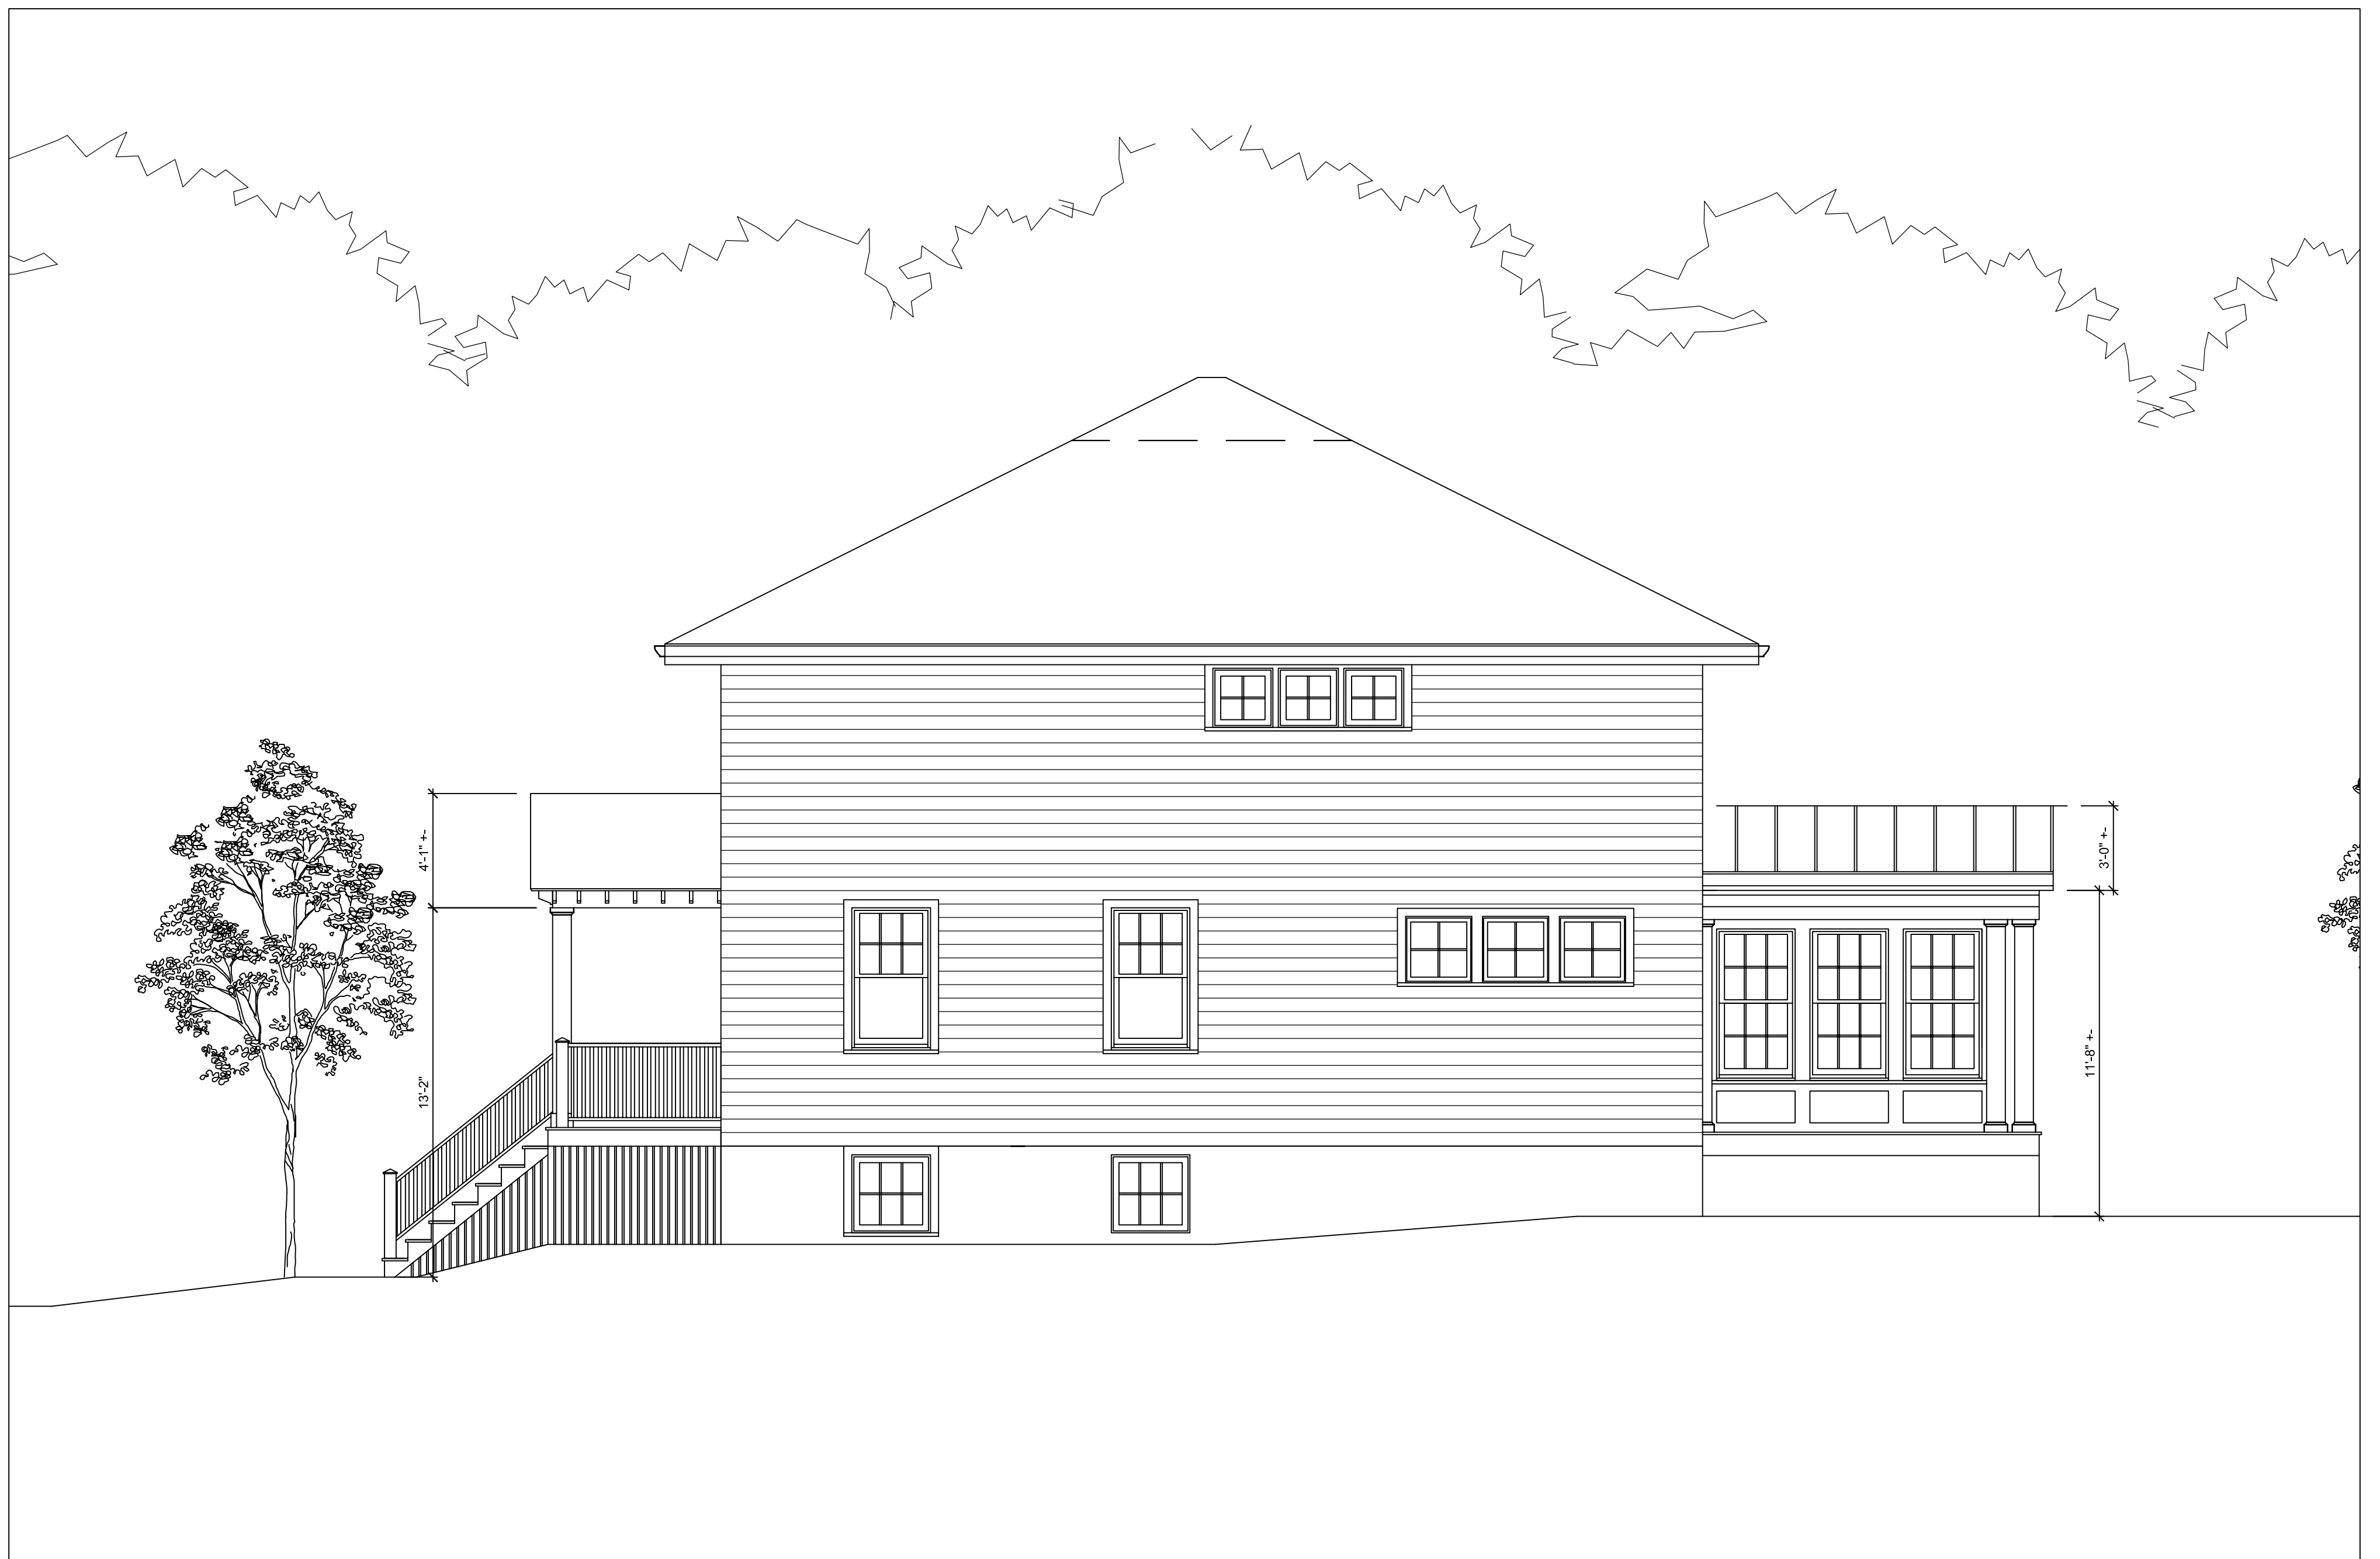 4'-1" +-
13'-2"
3'-0" +-
11'-8" +-